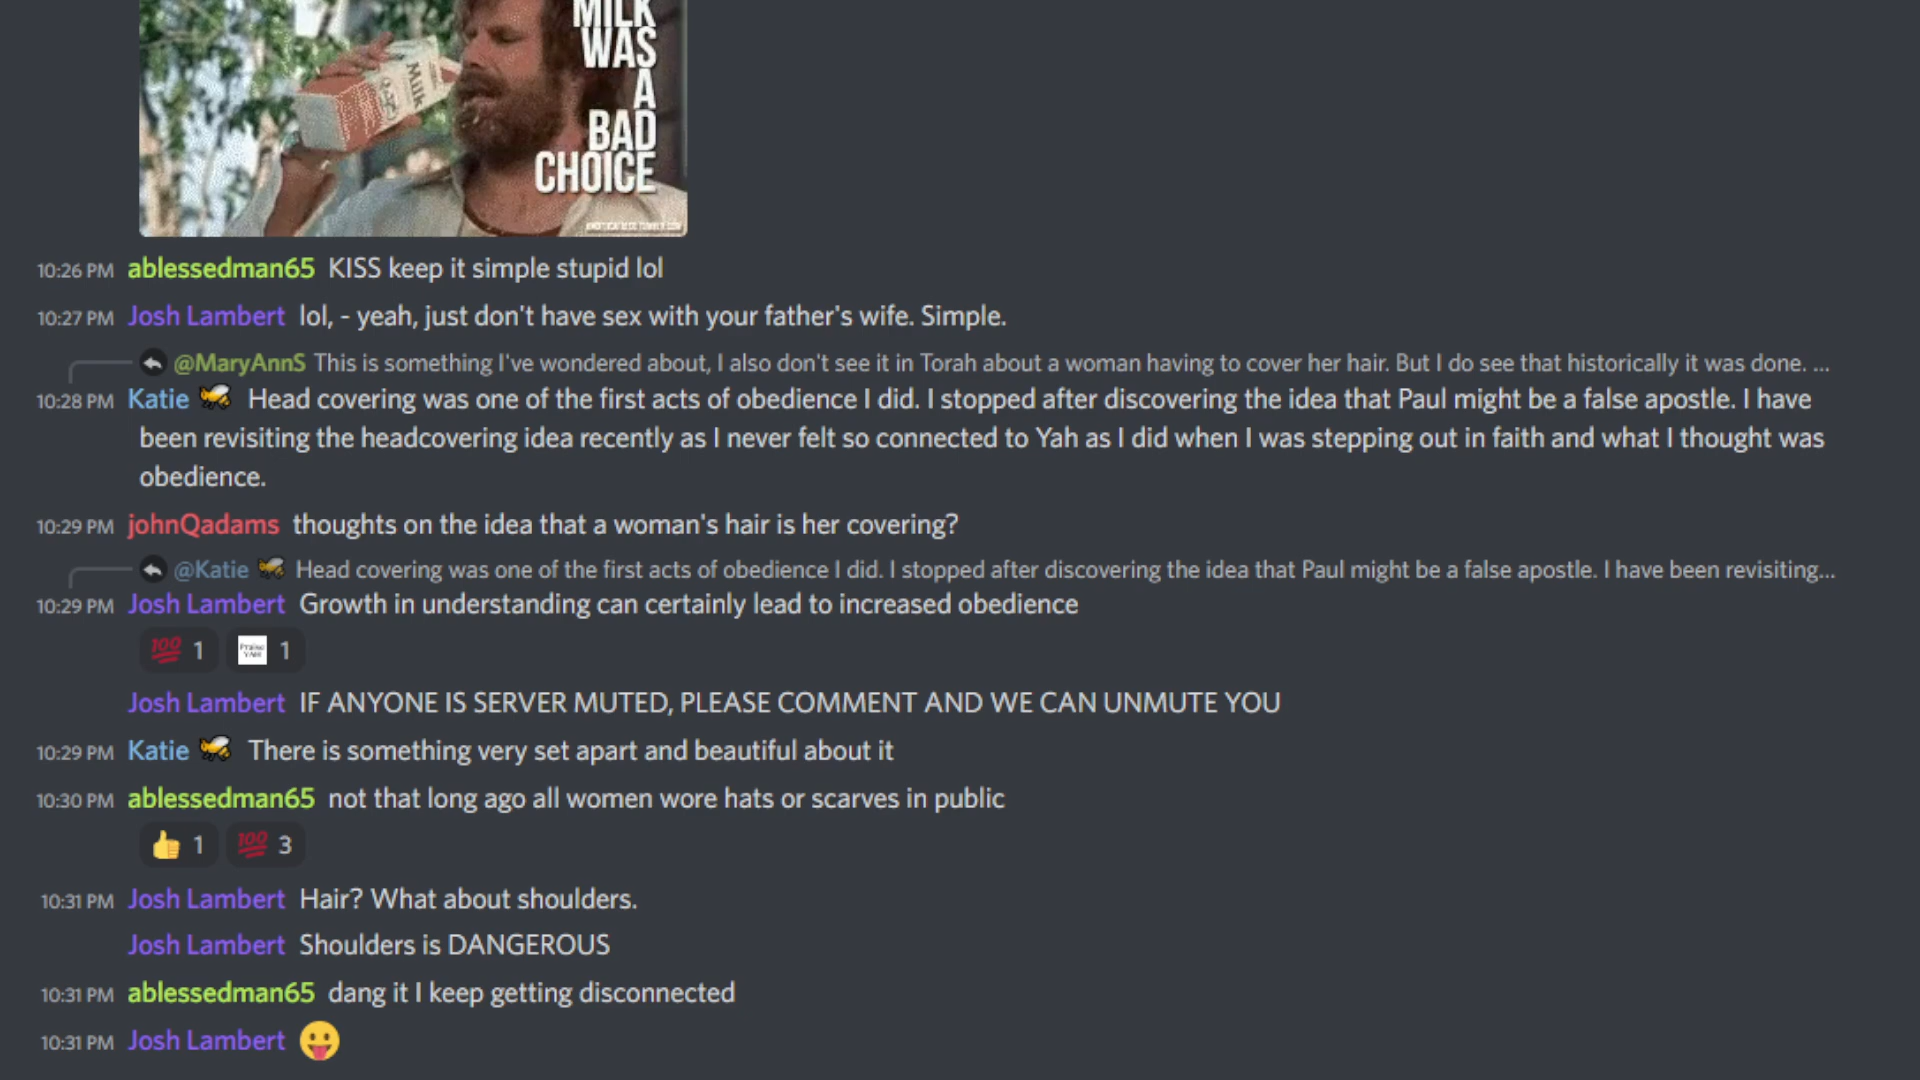 MILK
WAS
A
BAD
CHOICE
Milk
10:26 PM ablessedman65 KISS keep it simple stupid lol
10:27 PM Josh Lambert lol, - yeah, just don't have sex with your father's wife. Simple.
@MaryAnnS This is something I've wondered about, I also don't see it in Torah about a woman having to cover her hair. But I do see that historically it was done. ...
10:28 PM Katie Head covering was one of the first acts of obedience I did. I stopped after discovering the idea that Paul might be a false apostle. I have
been revisiting the headcovering idea recently as I never felt so connected to Yah as I did when I was stepping out in faith and what I thought was
obedience.
10:29 PM johnQadams thoughts on the idea that a woman's hair is her covering?
@Katie Head covering was one of the first acts of obedience I did. I stopped after discovering the idea that Paul might be a false apostle. I have been revisiting...
10:29 PM Josh Lambert Growth in understanding can certainly lead to increased obedience
100 1 Praise YAH 1
Josh Lambert IF ANYONE IS SERVER MUTED, PLEASE COMMENT AND WE CAN UNMUTE YOU
10:29 PM Katie There is something very set apart and beautiful about it
10:30 PM ablessedman65 not that long ago all women wore hats or scarves in public
1 100 3
10:31 PM Josh Lambert Hair? What about shoulders.
Josh Lambert Shoulders is DANGEROUS
10:31 PM ablessedman65 dang it I keep getting disconnected
10:31 PM Josh Lambert